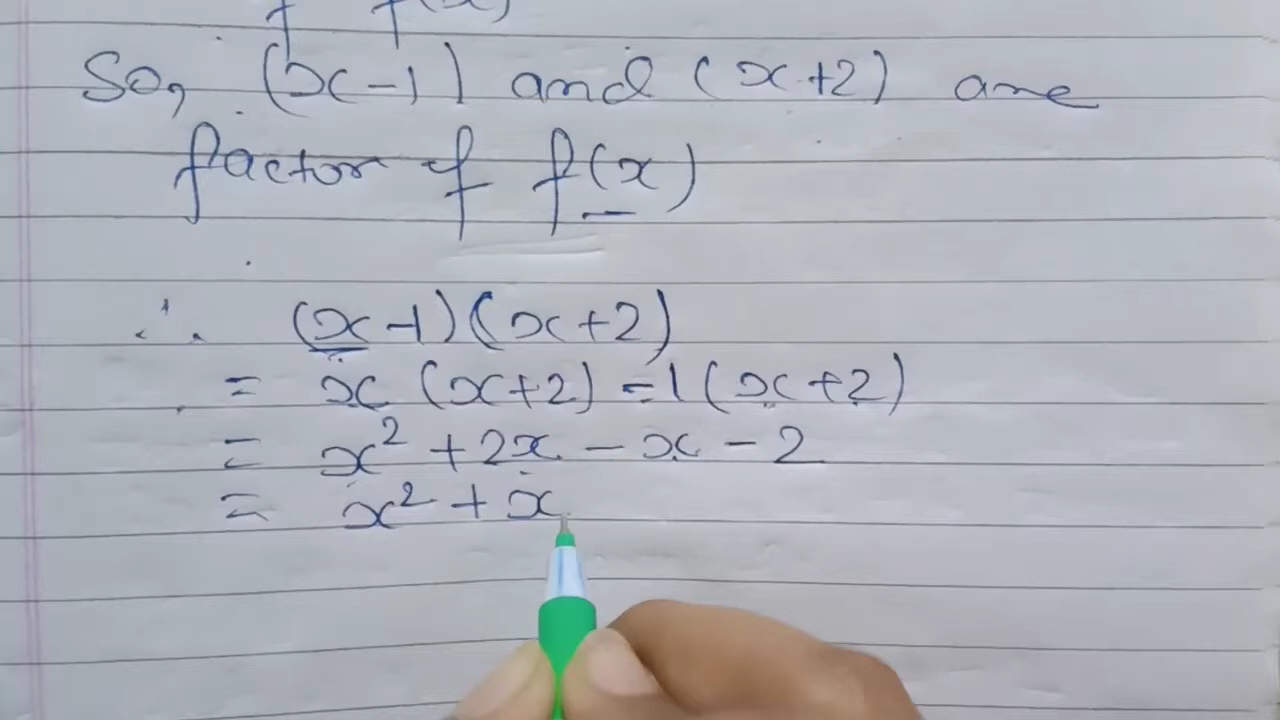 f f(x)
So, (x-1) and (x+2) are
factor of f(x)
∴ (x-1)(x+2)
= x(x+2)-1(x+2)
= x² + 2x - x - 2
= x² + x